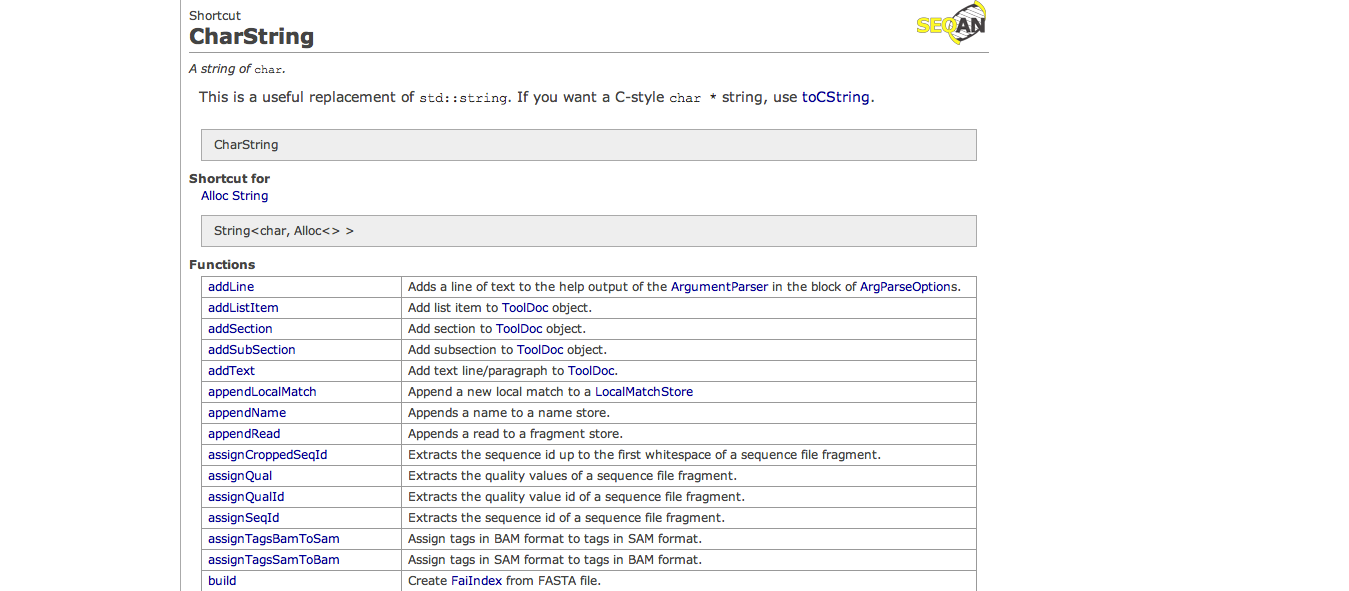 Shortcut
CharString
SEQAN
A string of char.
This is a useful replacement of std::string. If you want a C-style char * string, use toCString.
CharString
Shortcut for
Alloc String
String<char, Alloc<> >
Functions
addLine Adds a line of text to the help output of the ArgumentParser in the block of ArgParseOptions.
addListItem Add list item to ToolDoc object.
addSection Add section to ToolDoc object.
addSubSection Add subsection to ToolDoc object.
addText Add text line/paragraph to ToolDoc.
appendLocalMatch Append a new local match to a LocalMatchStore
appendName Appends a name to a name store.
appendRead Appends a read to a fragment store.
assignCroppedSeqId Extracts the sequence id up to the first whitespace of a sequence file fragment.
assignQual Extracts the quality values of a sequence file fragment.
assignQualId Extracts the quality value id of a sequence file fragment.
assignSeqId Extracts the sequence id of a sequence file fragment.
assignTagsBamToSam Assign tags in BAM format to tags in SAM format.
assignTagsSamToBam Assign tags in SAM format to tags in BAM format.
build Create FaiIndex from FASTA file.